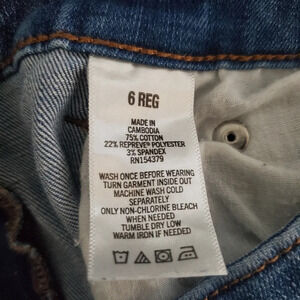 6 REG
MADE IN
CAMBODIA
75% COTTON
22% REPREVE® POLYESTER
3% SPANDEX
RN154379
WASH ONCE BEFORE WEARING
TURN GARMENT INSIDE OUT
MACHINE WASH COLD
SEPARATELY
ONLY NON-CHLORINE BLEACH
WHEN NEEDED
TUMBLE DRY LOW
WARM IRON IF NEEDED